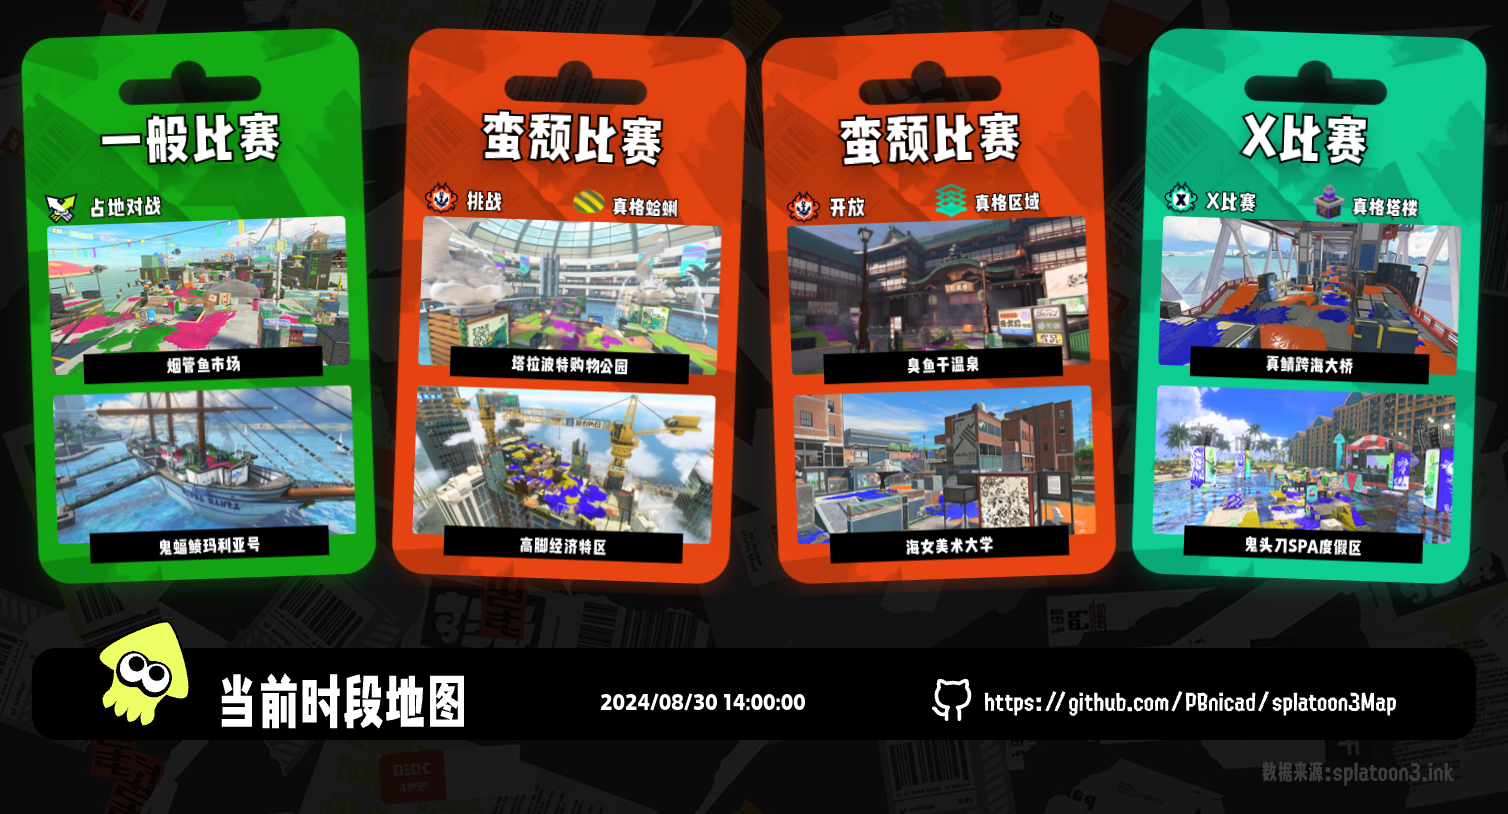 一般比赛
占地对战
烟管鱼市场
鬼蝠鲼玛利亚号
蛮颓比赛
挑战
真格蛤蜊
塔拉波特购物公园
高脚经济特区
蛮颓比赛
开放
真格区域
臭鱼干温泉
海女美术大学
X比赛
X比赛
真格塔楼
真鲭跨海大桥
鬼头刀SPA度假区
当前时段地图
2024/08/30 14:00:00
https://github.com/PBnicad/splatoon3Map
数据来源:splatoon3.ink